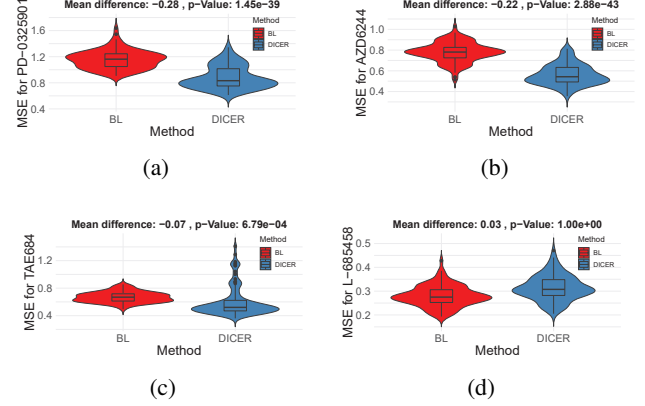 Mean difference: −0.28 , p−Value: 1.45e−39
MSE for PD−0325901
1.6
1.2
0.8
0.4
Method
BL
DICER
BL
DICER
Method
(a)
Mean difference: −0.22 , p−Value: 2.88e−43
MSE for AZD6244
1.0
0.8
0.6
0.4
Method
BL
DICER
BL
DICER
Method
(b)
Mean difference: −0.07 , p−Value: 6.79e−04
MSE for TAE684
1.2
0.8
0.4
Method
BL
DICER
BL
DICER
Method
(c)
Mean difference: 0.03 , p−Value: 1.00e+00
MSE for L−685458
0.5
0.4
0.3
0.2
Method
BL
DICER
BL
DICER
Method
(d)